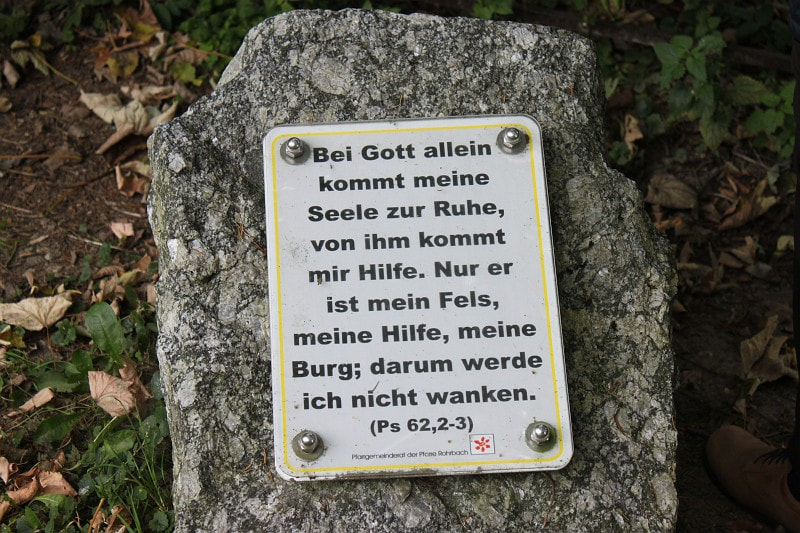 Bei Gott allein
kommt meine
Seele zur Ruhe,
von ihm kommt
mir Hilfe. Nur er
ist mein Fels,
meine Hilfe, meine
Burg; darum werde
ich nicht wanken.
(Ps 62,2-3)
Pfarrgemeinderat der Pfarre Rohrbach